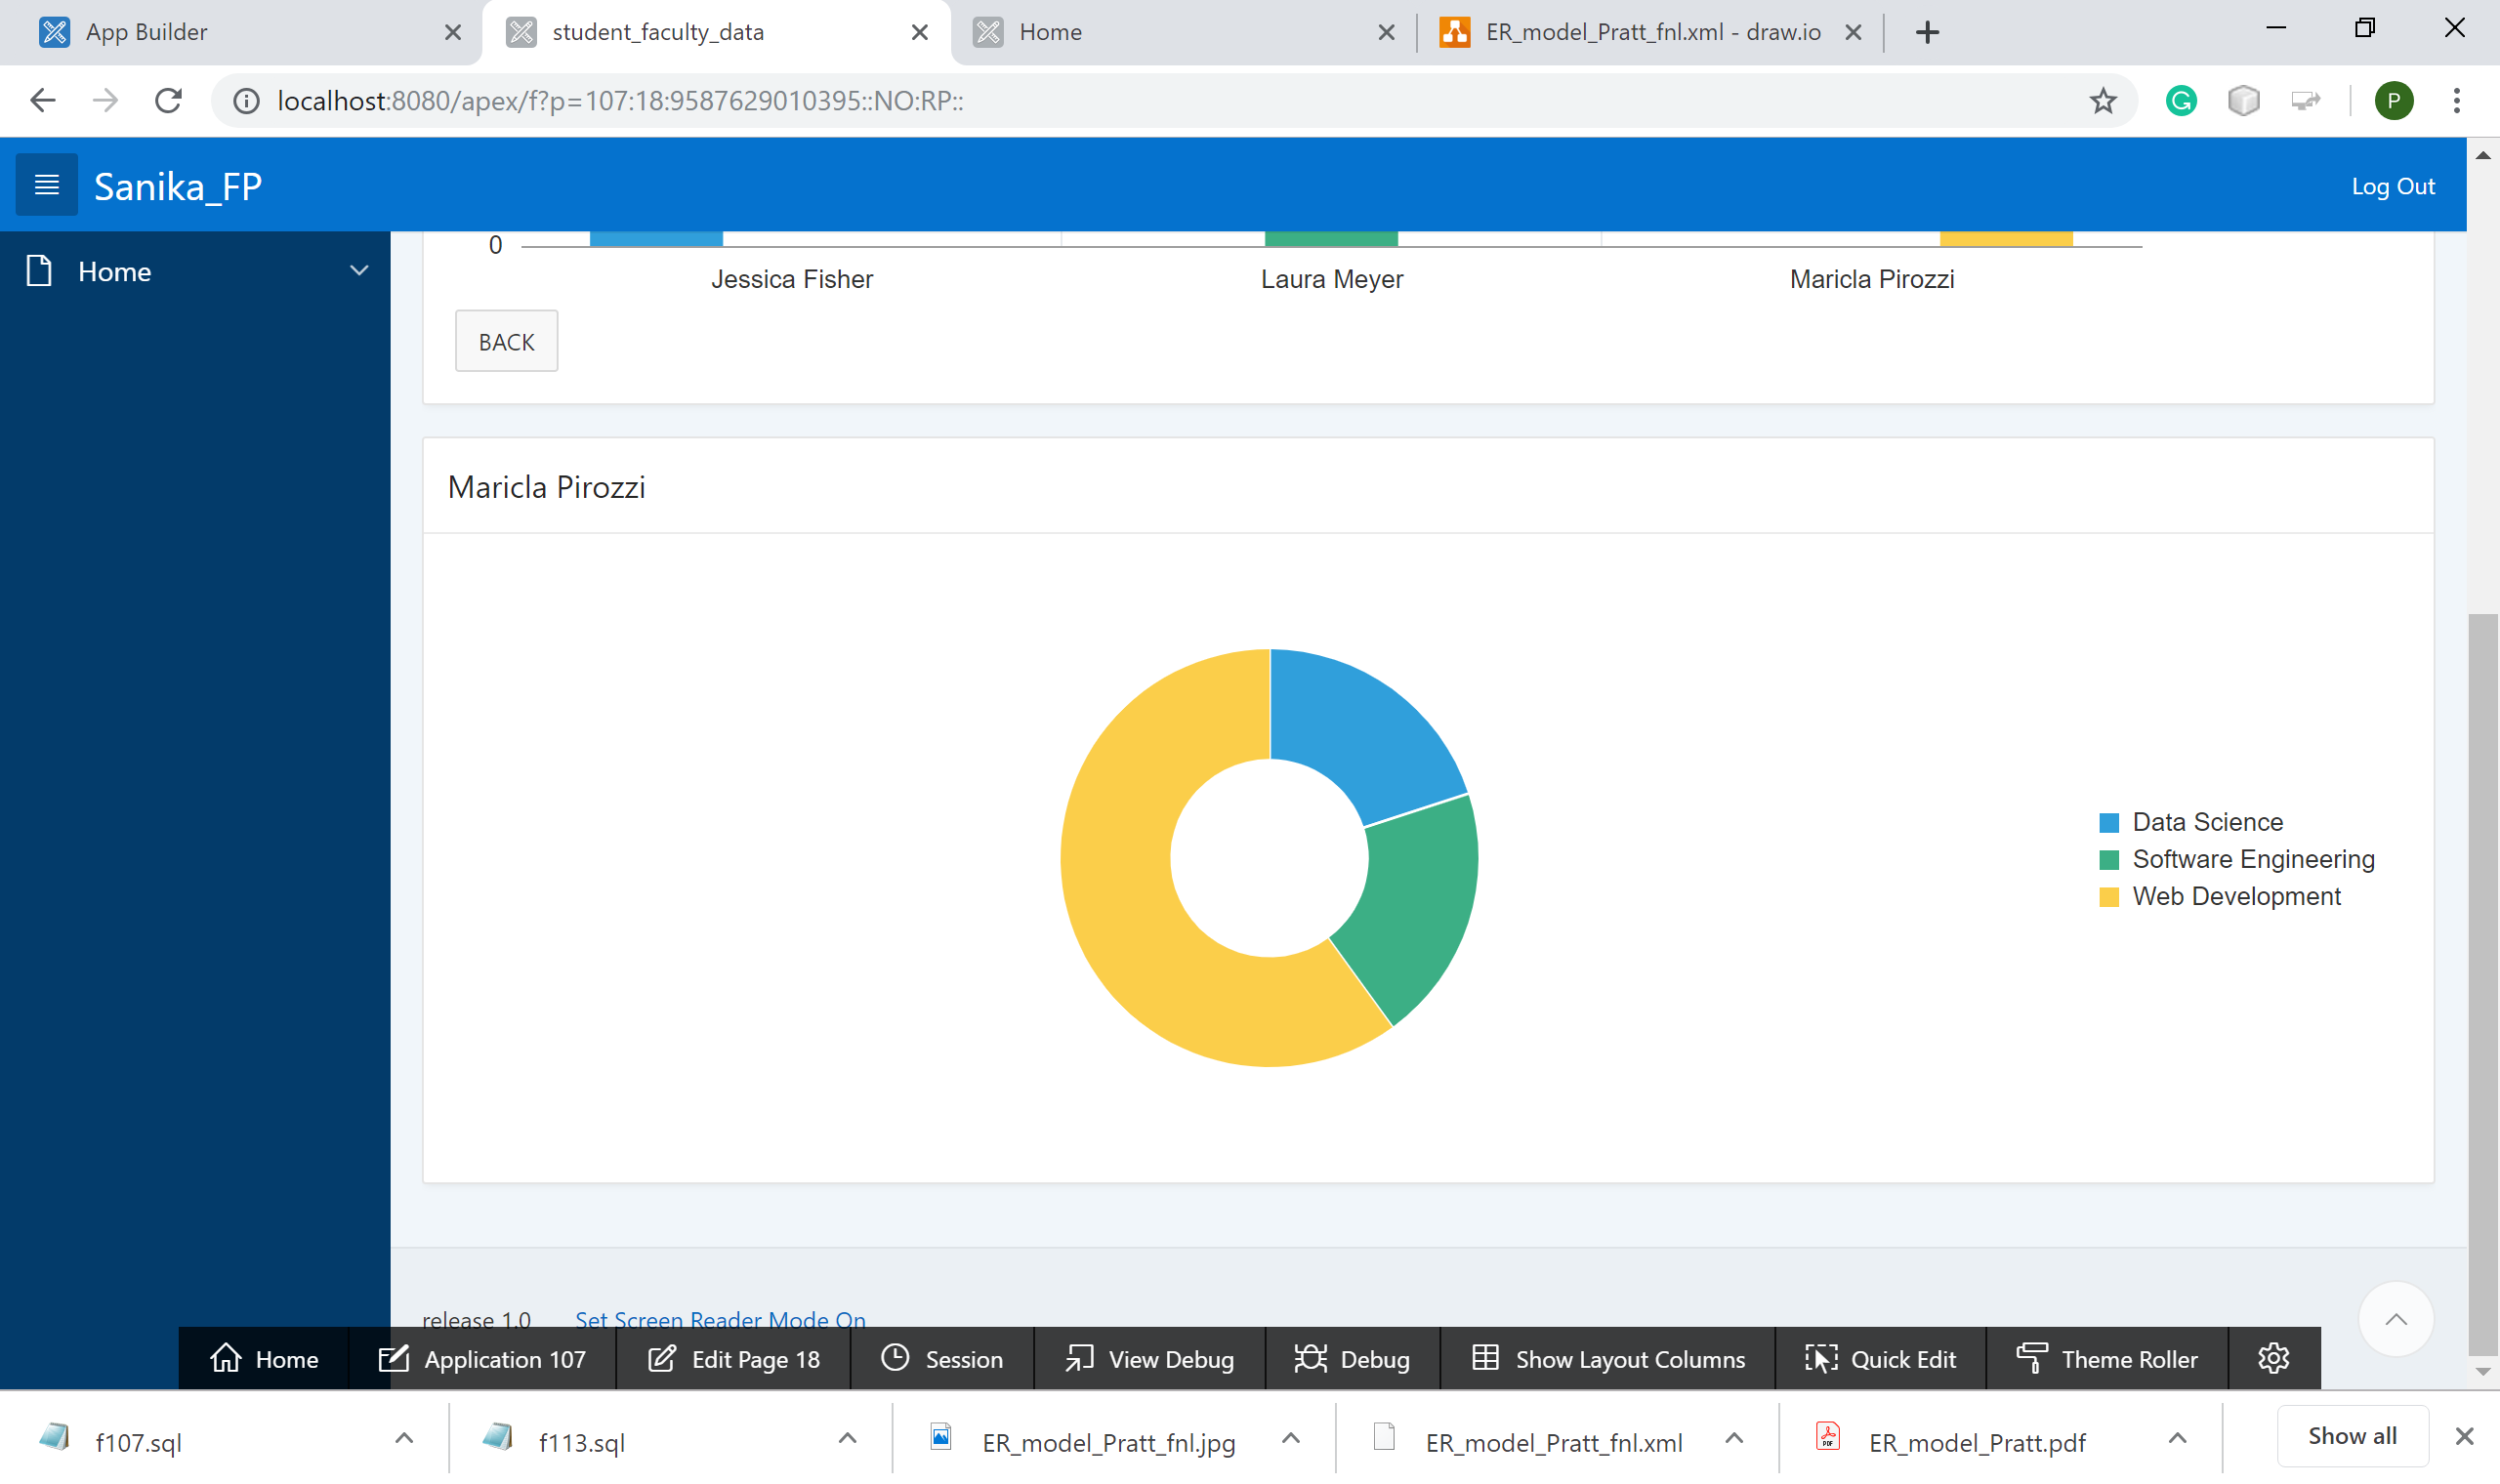 App Builder
student_faculty_data
Home
ER_model_Pratt_fnl.xml - draw.io
localhost:8080/apex/f?p=107:18:9587629010395::NO:RP::
P
Sanika_FP
Log Out
Home
0
Jessica Fisher
Laura Meyer
Maricla Pirozzi
BACK
Maricla Pirozzi
Data Science
Software Engineering
Web Development
release 1.0
Set Screen Reader Mode On
Home
Application 107
Edit Page 18
Session
View Debug
Debug
Show Layout Columns
Quick Edit
Theme Roller
f107.sql
f113.sql
ER_model_Pratt_fnl.jpg
ER_model_Pratt_fnl.xml
PDF
ER_model_Pratt.pdf
Show all